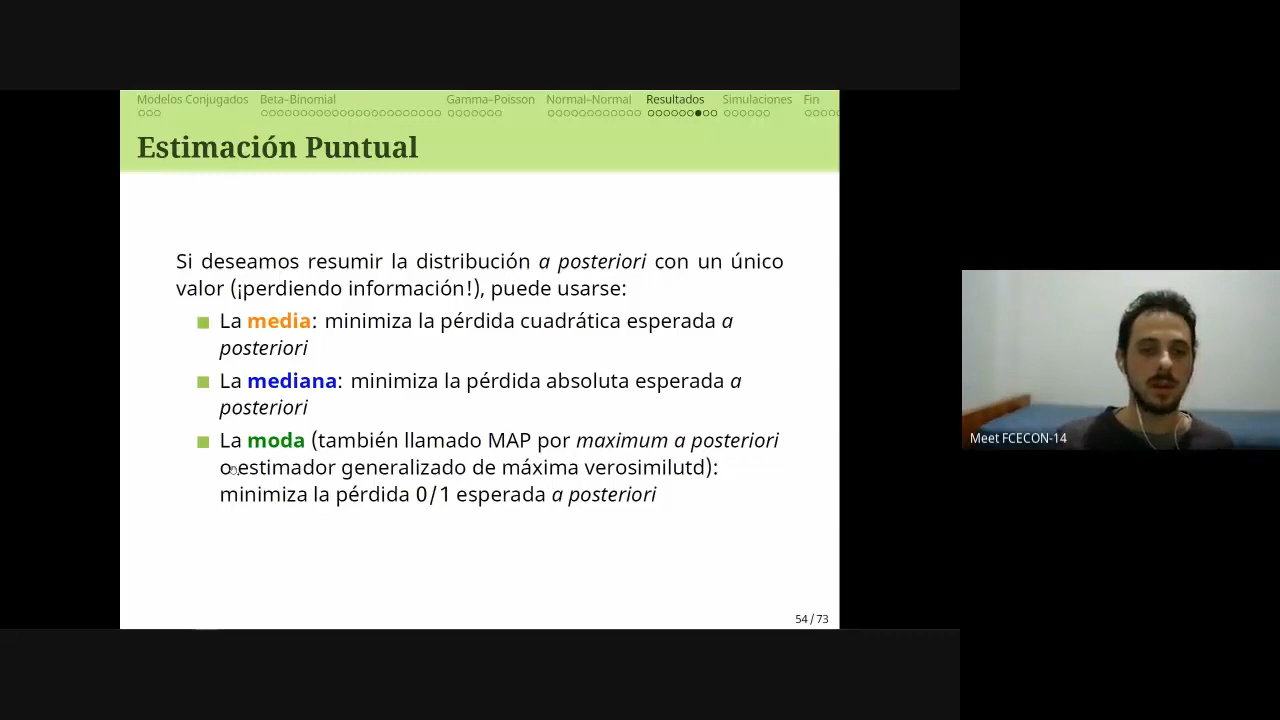 Modelos Conjugados Beta–Binomial Gamma–Poisson Normal–Normal Resultados Simulaciones Fin
Estimación Puntual
Si deseamos resumir la distribución a posteriori con un único
valor (¡perdiendo información!), puede usarse:
La media: minimiza la pérdida cuadrática esperada a
posteriori
La mediana: minimiza la pérdida absoluta esperada a
posteriori
La moda (también llamado MAP por maximum a posteriori
o estimador generalizado de máxima verosimilutd):
minimiza la pérdida 0/1 esperada a posteriori
54 / 73
Meet FCECON-14